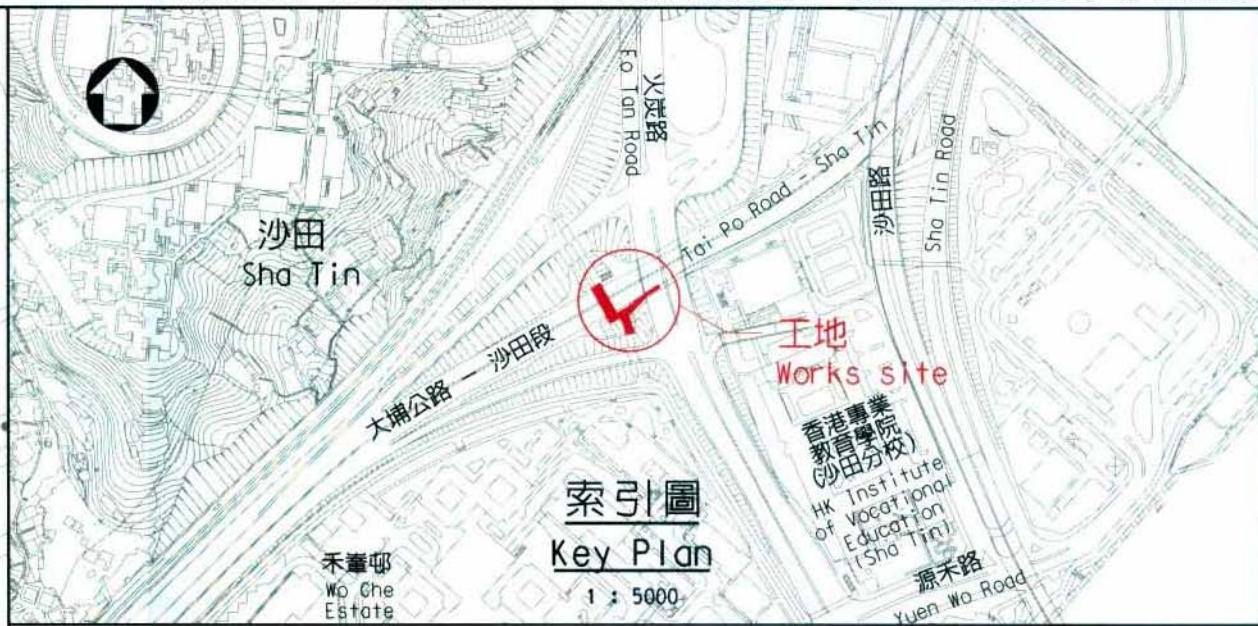 火炭路
Fo Tan Road
沙田
Sha Tin
Tai Po Road - Sha Tin
沙田路
Sha Tin Road
大埔公路 - 沙田段
工地
Works site
香港專業
教育學院
(沙田分校)
HK Institute
of Vocational
Education
(Sha Tin)
索引圖
Key Plan
1 : 5000
禾輋邨
Wo Che
Estate
源禾路
Yuen Wo Road